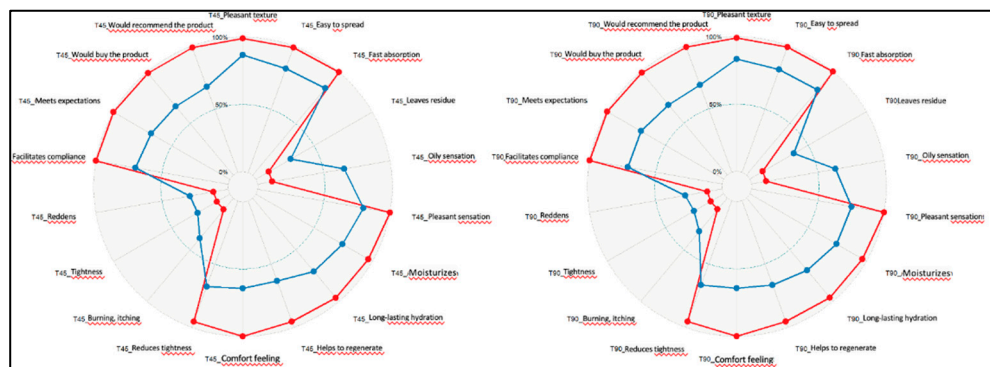 T45_Pleasant texture
T45_Would recommend the product
T45_Easy to spread
100%
T45_Would buy the product
T45_Fast absorption
T45_Meets expectations
50%
T45_Leaves residue
Facilitates compliance
0%
T45_Oily sensation
T45_Reddens
T45_Pleasant sensation
T45_Tightness
T45_Moisturizes
T45_Burning, itching
T45_Long-lasting hydration
T45_Reduces tightness
T45_Helps to regenerate
T45_Comfort feeling
T90_Pleasant texture
T90_Would recommend the product
T90_Easy to spread
100%
T90_Would buy the product
T90_Fast absorption
T90_Meets expectations
50%
T90Leaves residue
T90_Facilitates compliance
0%
T90_Oily sensation
T90_Reddens
T90_Pleasant sensations
T90_Tightness
T90_Moisturizes
T90_Burning, itching
T90_Long-lasting hydration
T90_Reduces tightness
T90_Helps to regenerate
T90_Comfort feeling